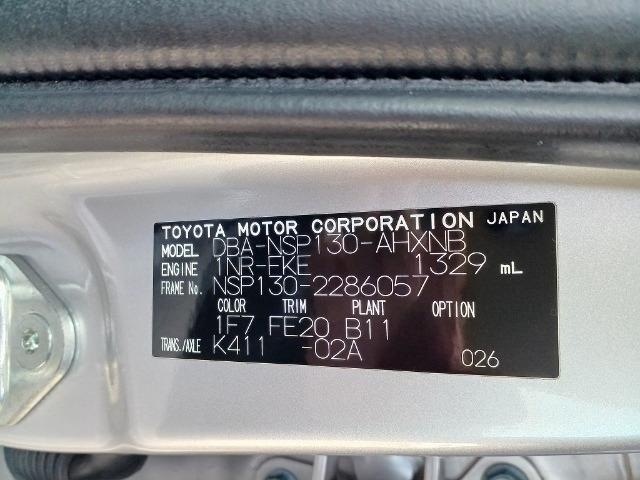 TOYOTA MOTOR CORPORATION JAPAN
MODEL DBA-NSP130-AHXNB
ENGINE 1NR-FKE 1329 mL
FRAME No. NSP130-2286057
COLOR TRIM PLANT OPTION
1F7 FE20 B11
TRANS./AXLE K411 -02A 026